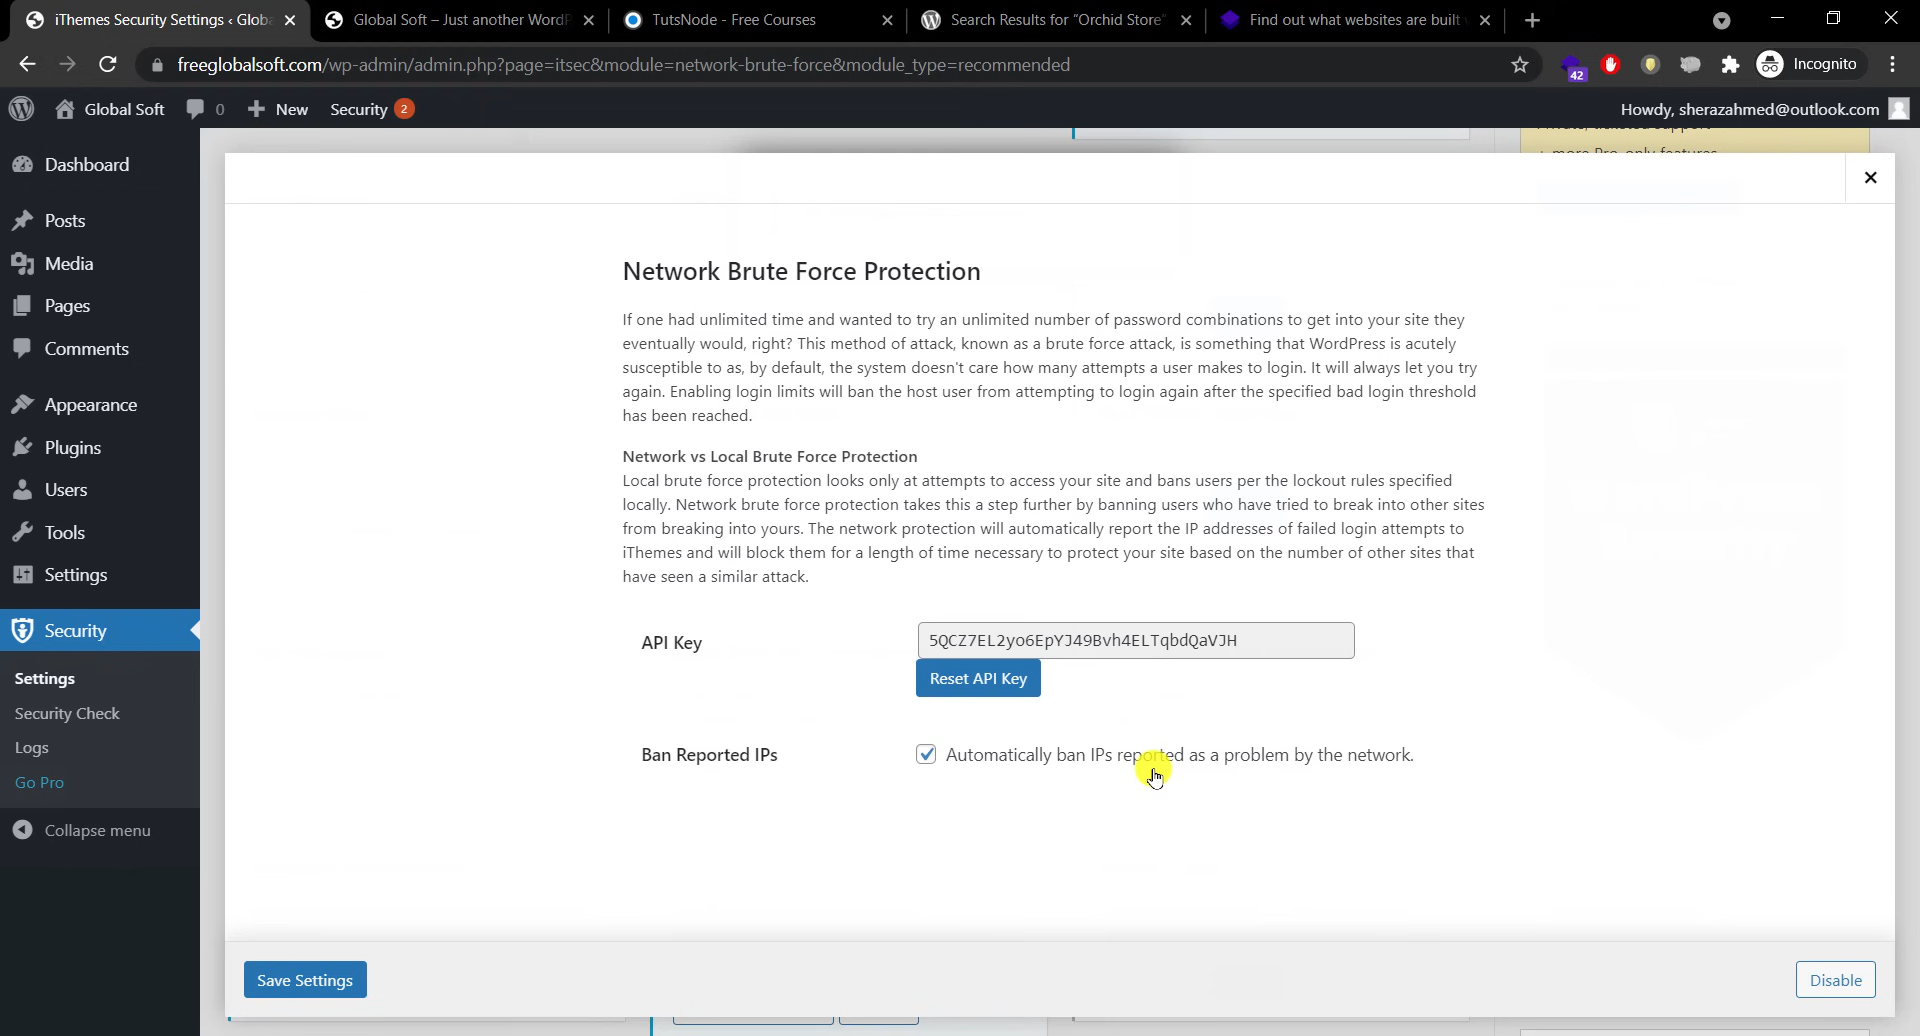 iThemes Security Settings ‹ Globa
Global Soft – Just another WordP
TutsNode - Free Courses
Search Results for "Orchid Store"
Find out what websites are built
freeglobalsoft.com/wp-admin/admin.php?page=itsec&module=network-brute-force&module_type=recommended
42
Incognito
Global Soft
0
New
Security 2
Howdy, sherazahmed@outlook.com
Dashboard
Posts
Media
Pages
Comments
Appearance
Plugins
Users
Tools
Settings
Security
Settings
Security Check
Logs
Go Pro
Collapse menu
Network Brute Force Protection
If one had unlimited time and wanted to try an unlimited number of password combinations to get into your site they
eventually would, right? This method of attack, known as a brute force attack, is something that WordPress is acutely
susceptible to as, by default, the system doesn't care how many attempts a user makes to login. It will always let you try
again. Enabling login limits will ban the host user from attempting to login again after the specified bad login threshold
has been reached.
Network vs Local Brute Force Protection
Local brute force protection looks only at attempts to access your site and bans users per the lockout rules specified
locally. Network brute force protection takes this a step further by banning users who have tried to break into other sites
from breaking into yours. The network protection will automatically report the IP addresses of failed login attempts to
iThemes and will block them for a length of time necessary to protect your site based on the number of other sites that
have seen a similar attack.
API Key
5QCZ7EL2yo6EpYJ49Bvh4ELTqbdQaVJH
Reset API Key
Ban Reported IPs
Automatically ban IPs reported as a problem by the network.
Save Settings
Disable